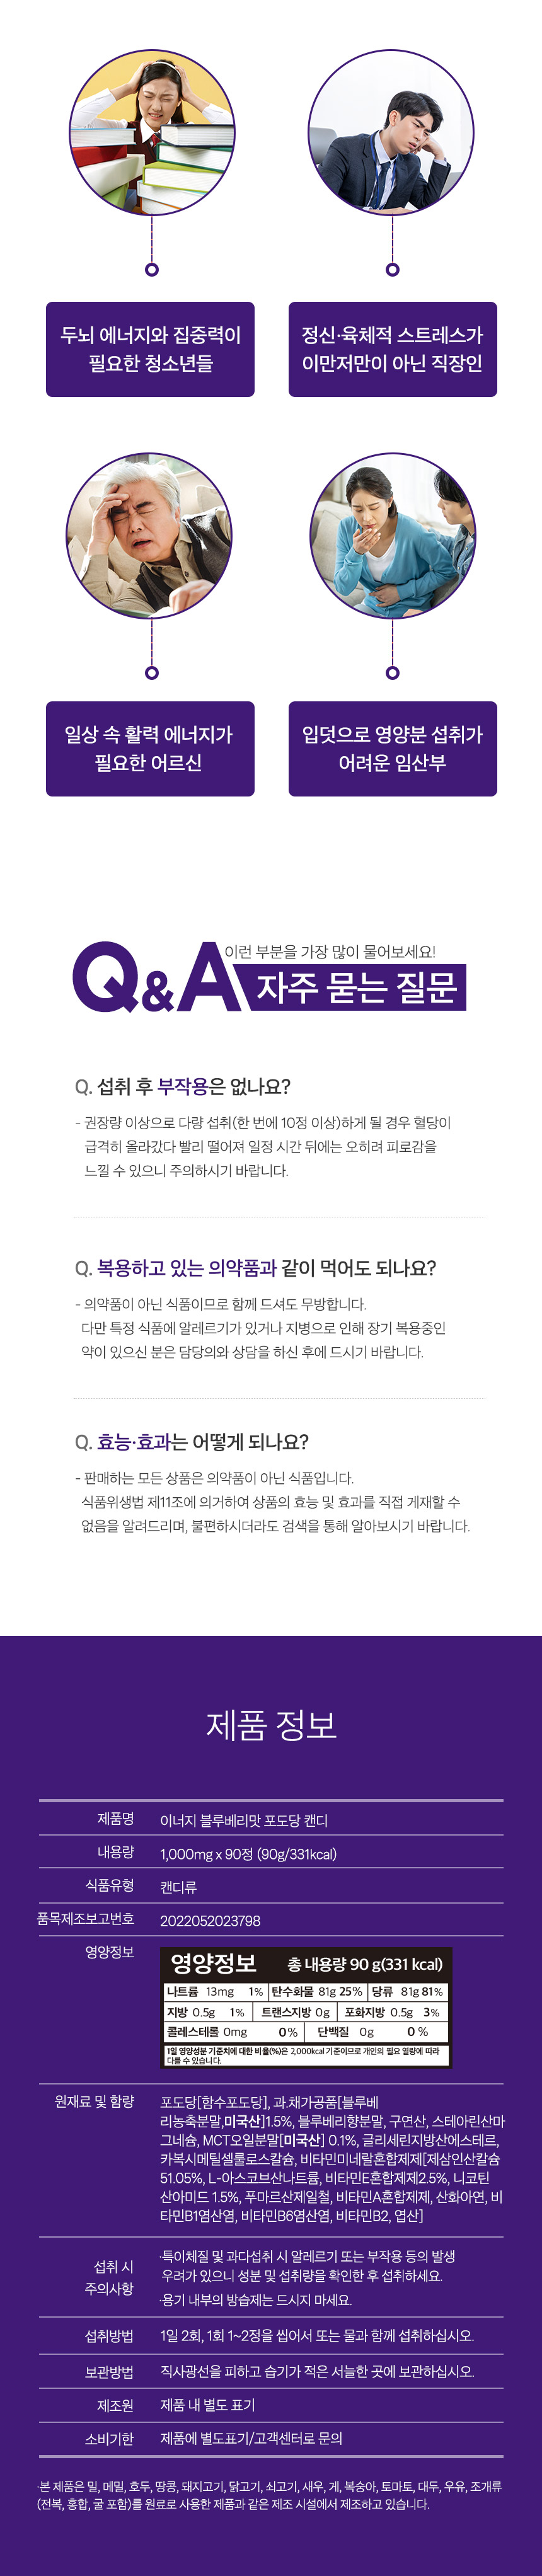 두뇌 에너지와 집중력이
필요한 청소년들
정신·육체적 스트레스가
이만저만이 아닌 직장인
일상 속 활력 에너지가
필요한 어르신
입덧으로 영양분 섭취가
어려운 임산부
Q&A
이런 부분을 가장 많이 물어보세요!
자주 묻는 질문
Q. 섭취 후 부작용은 없나요?
- 권장량 이상으로 다량 섭취(한 번에 10정 이상)하게 될 경우 혈당이
급격히 올라갔다 빨리 떨어져 일정 시간 뒤에는 오히려 피로감을
느낄 수 있으니 주의하시기 바랍니다.
Q. 복용하고 있는 의약품과 같이 먹어도 되나요?
- 의약품이 아닌 식품이므로 함께 드셔도 무방합니다.
다만 특정 식품에 알레르기가 있거나 지병으로 인해 장기 복용중인
약이 있으신 분은 담당의와 상담을 하신 후에 드시기 바랍니다.
Q. 효능·효과는 어떻게 되나요?
- 판매하는 모든 상품은 의약품이 아닌 식품입니다.
식품위생법 제11조에 의거하여 상품의 효능 및 효과를 직접 게재할 수
없음을 알려드리며, 불편하시더라도 검색을 통해 알아보시기 바랍니다.
제품 정보
제품명 이너지 블루베리맛 포도당 캔디
내용량 1,000mg x 90정 (90g/331kcal)
식품유형 캔디류
품목제조보고번호 2022052023798
영양정보
영양정보 총 내용량 90 g(331 kcal)
나트륨 13mg 1% 탄수화물 81g 25% 당류 81g 81%
지방 0.5g 1% 트랜스지방 0g 포화지방 0.5g 3%
콜레스테롤 0mg 0% 단백질 0g 0 %
1일 영양성분 기준치에 대한 비율(%)은 2,000kcal 기준이므로 개인의 필요 열량에 따라
다를 수 있습니다.
원재료 및 함량 포도당[함수포도당], 과.채가공품[블루베
리농축분말,미국산]1.5%, 블루베리향분말, 구연산, 스테아린산마
그네슘, MCT오일분말[미국산] 0.1%, 글리세린지방산에스테르,
카복시메틸셀룰로스칼슘, 비타민미네랄혼합제제[제삼인산칼슘
51.05%, L-아스코브산나트륨, 비타민E혼합제제2.5%, 니코틴
산아미드 1.5%, 푸마르산제일철, 비타민A혼합제제, 산화아연, 비
타민B1염산염, 비타민B6염산염, 비타민B2, 엽산]
섭취 시
주의사항
·특이체질 및 과다섭취 시 알레르기 또는 부작용 등의 발생
우려가 있으니 성분 및 섭취량을 확인한 후 섭취하세요.
·용기 내부의 방습제는 드시지 마세요.
섭취방법 1일 2회, 1회 1~2정을 씹어서 또는 물과 함께 섭취하십시오.
보관방법 직사광선을 피하고 습기가 적은 서늘한 곳에 보관하십시오.
제조원 제품 내 별도 표기
소비기한 제품에 별도표기/고객센터로 문의
·본 제품은 밀, 메밀, 호두, 땅콩, 돼지고기, 닭고기, 쇠고기, 새우, 게, 복숭아, 토마토, 대두, 우유, 조개류
(전복, 홍합, 굴 포함)를 원료로 사용한 제품과 같은 제조 시설에서 제조하고 있습니다.